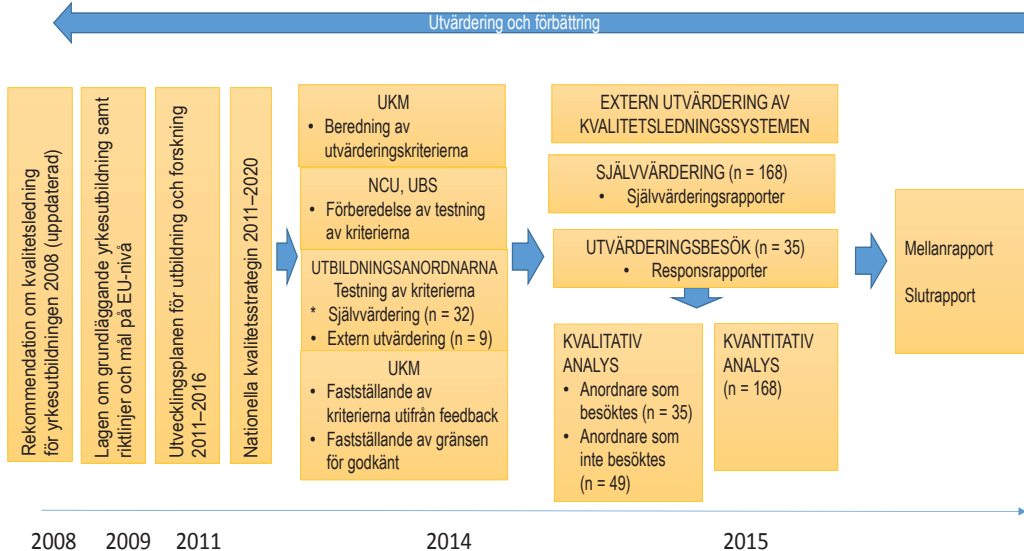 Utvärdering och förbättring
Rekommendation om kvalitetsledning
för yrkesutbildningen 2008 (uppdaterad)
Lagen om grundläggande yrkesutbildning samt
riktlinjer och mål på EU-nivå
Utvecklingsplanen för utbildning och forskning
2011–2016
Nationella kvalitetsstrategin 2011–2020
UKM
• Beredning av
utvärderingskriterierna
NCU, UBS
• Förberedelse av testning
av kriterierna
UTBILDNINGSANORDNARNA
Testning av kriterierna
* Självvärdering (n = 32)
• Extern utvärdering (n = 9)
UKM
• Fastställande av
kriterierna utifrån feedback
• Fastställande av gränsen
för godkänt
EXTERN UTVÄRDERING AV
KVALITETSLEDNINGSSYSTEMEN
SJÄLVVÄRDERING (n = 168)
• Självvärderingsrapporter
UTVÄRDERINGSBESÖK (n = 35)
• Responsrapporter
KVALITATIV
ANALYS
• Anordnare som
besöktes (n = 35)
• Anordnare som
inte besöktes
(n = 49)
KVANTITATIV
ANALYS
(n = 168)
Mellanrapport
Slutrapport
2008
2009
2011
2014
2015